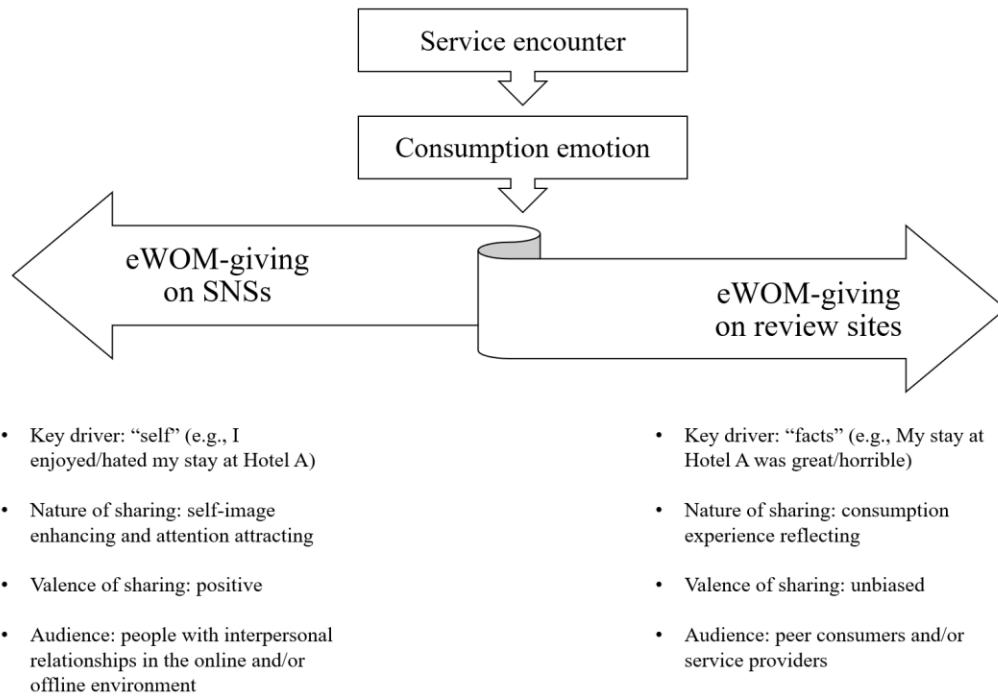 Service encounter
Consumption emotion
eWOM-giving
on SNSs
eWOM-giving
on review sites
• Key driver: “self” (e.g., I
enjoyed/hated my stay at Hotel A)
• Nature of sharing: self-image
enhancing and attention attracting
• Valence of sharing: positive
• Audience: people with interpersonal
relationships in the online and/or
offline environment
• Key driver: “facts” (e.g., My stay at
Hotel A was great/horrible)
• Nature of sharing: consumption
experience reflecting
• Valence of sharing: unbiased
• Audience: peer consumers and/or
service providers